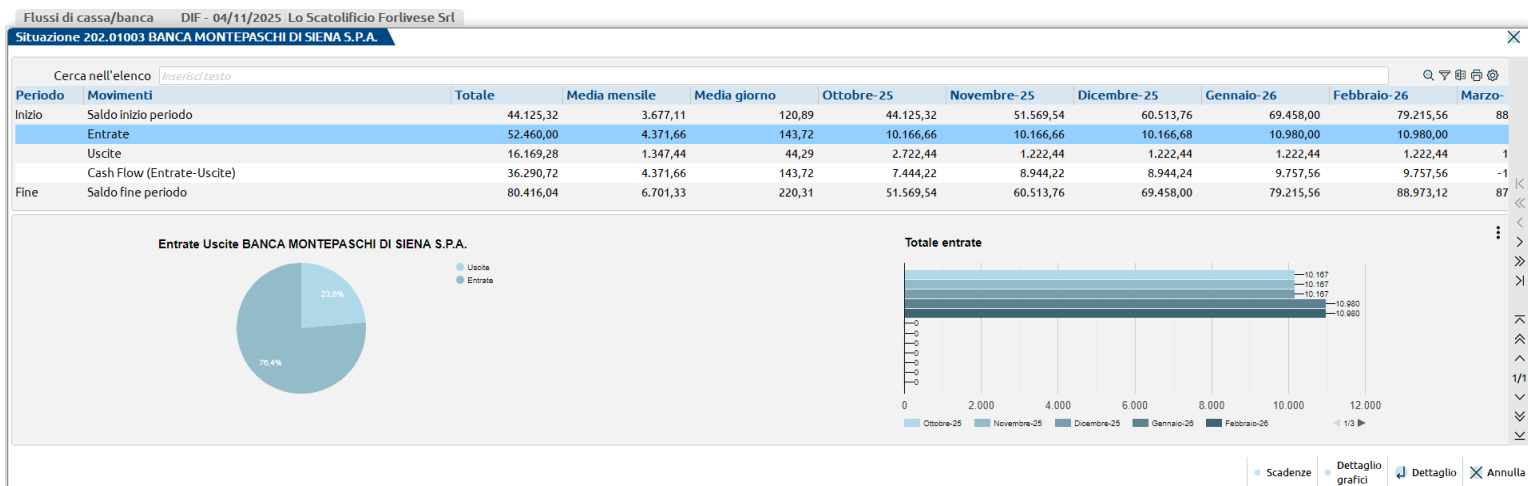 Flussi di cassa/banca DIF - 04/11/2025 Lo Scatolificio Forlivese Srl
Situazione 202.01003 BANCA MONTEPASCHI DI SIENA S.P.A.
Cerca nell'elenco Inserisci testo
Periodo Movimenti Totale Media mensile Media giorno Ottobre-25 Novembre-25 Dicembre-25 Gennaio-26 Febbraio-26 Marzo-
Inizio Saldo inizio periodo 44.125,32 3.677,11 120,89 44.125,32 51.569,54 60.513,76 69.458,00 79.215,56 88
Entrate 52.460,00 4.371,66 143,72 10.166,66 10.166,66 10.166,68 10.980,00 10.980,00
Uscite 16.169,28 1.347,44 44,29 2.722,44 1.222,44 1.222,44 1.222,44 1.222,44 1
Cash Flow (Entrate-Uscite) 36.290,72 4.371,66 143,72 7.444,22 8.944,22 8.944,24 9.757,56 9.757,56 -1
Fine Saldo fine periodo 80.416,04 6.701,33 220,31 51.569,54 60.513,76 69.458,00 79.215,56 88.973,12 87
Entrate Uscite BANCA MONTEPASCHI DI SIENA S.P.A.
Uscite
Entrate
23,6%
76,4%
Totale entrate
10.167
10.167
10.167
10.980
10.980
0
0
0
0
0
0
0
0 2.000 4.000 6.000 8.000 10.000 12.000
Ottobre-25 Novembre-25 Dicembre-25 Gennaio-26 Febbraio-26 1/3
1/1
Scadenze Dettaglio grafici Dettaglio Annulla